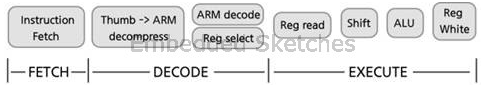 Instruction
Fetch
Thumb -> ARM
decompress
ARM decode
Reg select
Reg read
Shift
ALU
Reg
White
Embedded Sketches
FETCH
DECODE
EXECUTE